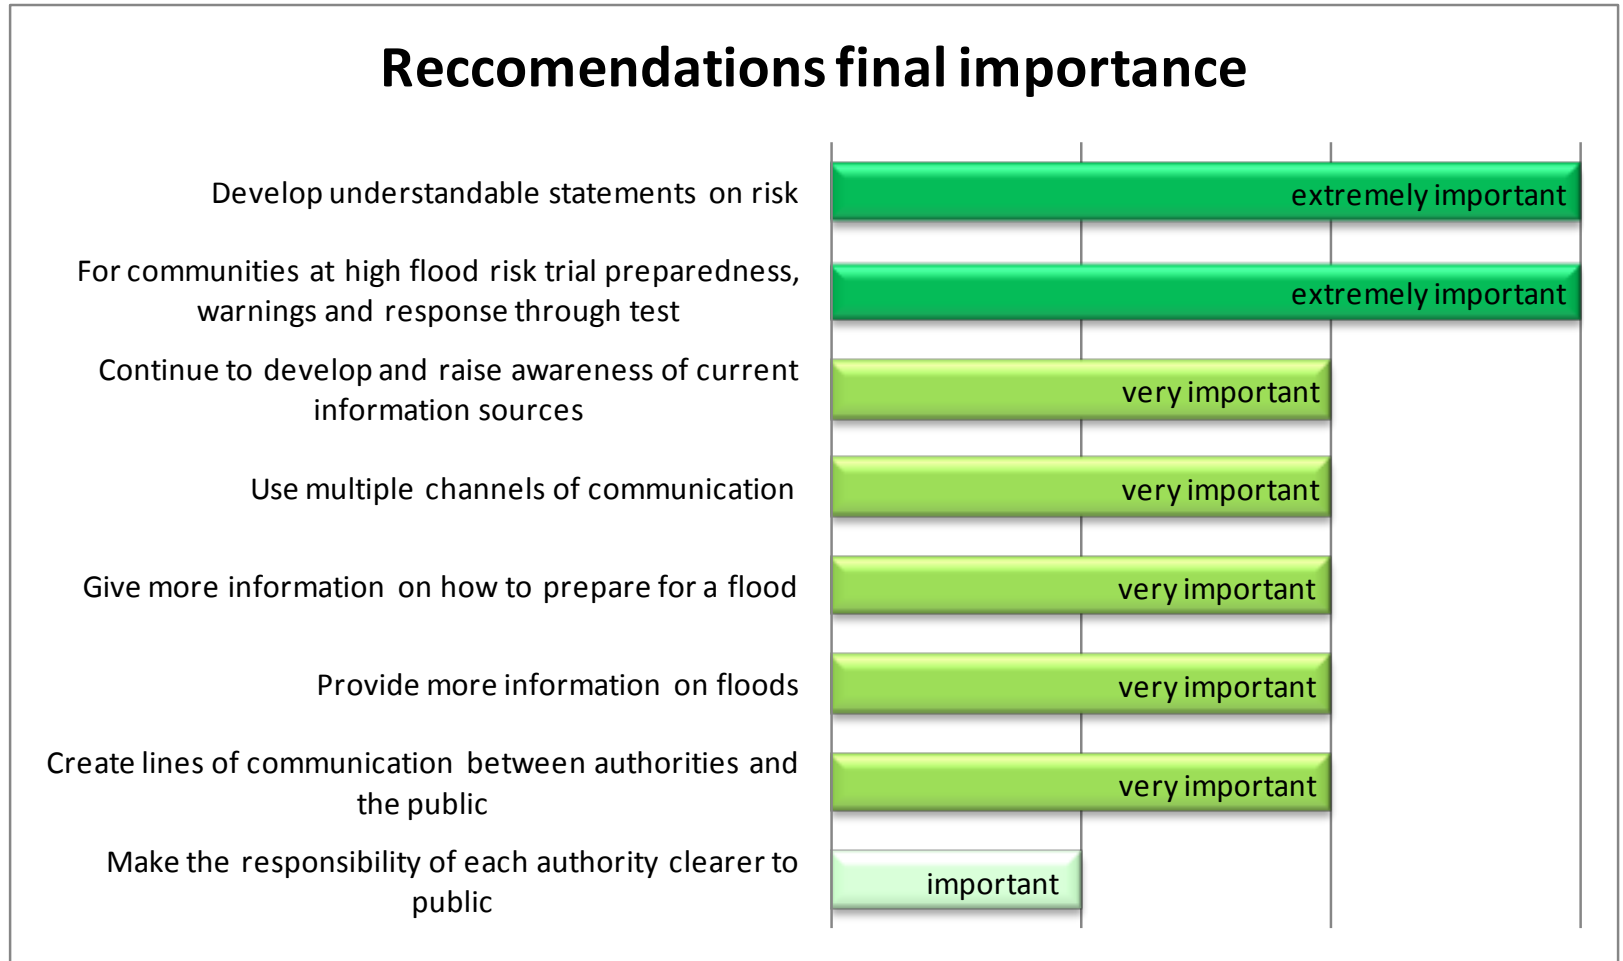 Reccomendations final importance
Develop understandable statements on risk
extremely important
For communities at high flood risk trial preparedness,
warnings and response through test
extremely important
Continue to develop and raise awareness of current
information sources
very important
Use multiple channels of communication
very important
Give more information on how to prepare for a flood
very important
Provide more information on floods
very important
Create lines of communication between authorities and
the public
very important
Make the responsibility of each authority clearer to
public
important